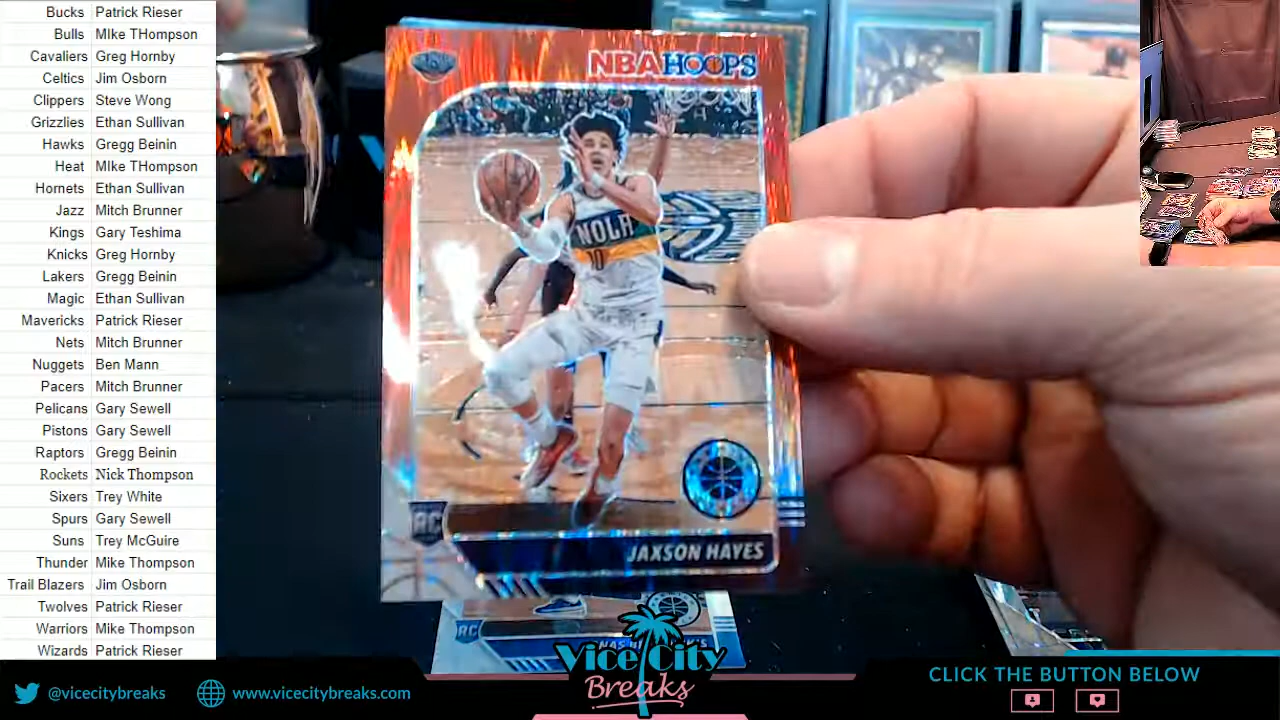 Bucks Patrick Rieser
Bulls MIke THompson
Cavaliers Greg Hornby
Celtics Jim Osborn
Clippers Steve Wong
Grizzlies Ethan Sullivan
Hawks Gregg Beinin
Heat MIke THompson
Hornets Ethan Sullivan
Jazz Mitch Brunner
Kings Gary Teshima
Knicks Greg Hornby
Lakers Gregg Beinin
Magic Ethan Sullivan
Mavericks Patrick Rieser
Nets Mitch Brunner
Nuggets Ben Mann
Pacers Mitch Brunner
Pelicans Gary Sewell
Pistons Gary Sewell
Raptors Gregg Beinin
Rockets Nick Thompson
Sixers Trey White
Spurs Gary Sewell
Suns Trey McGuire
Thunder Mike Thompson
Trail Blazers Jim Osborn
Twolves Patrick Rieser
Warriors Mike Thompson
Wizards Patrick Rieser
NBA HOOPS
NOLA
10
RC
JAXSON HAYES
RC
Vice City
Breaks
@vicecitybreaks
www.vicecitybreaks.com
CLICK THE BUTTON BELOW